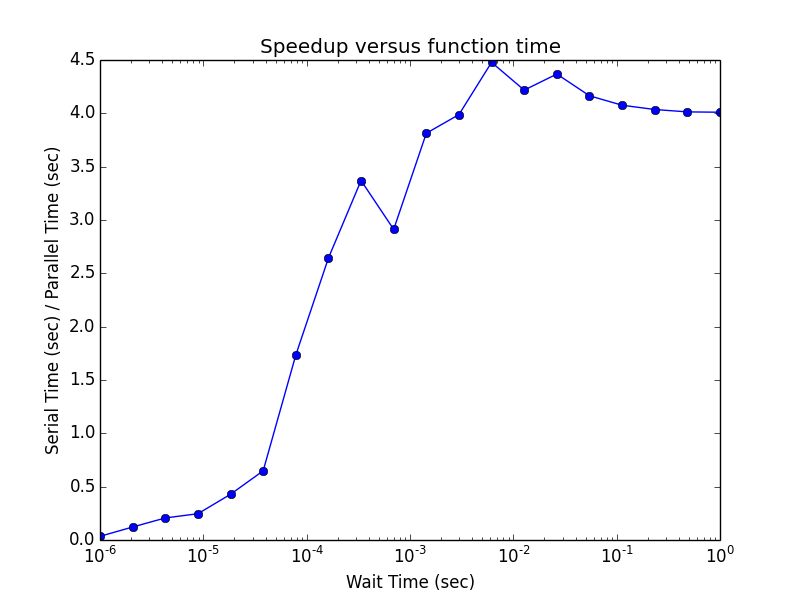 Speedup versus function time
Serial Time (sec) / Parallel Time (sec)
4.5
4.0
3.5
3.0
2.5
2.0
1.5
1.0
0.5
0.0
10^-6 10^-5 10^-4 10^-3 10^-2 10^-1 10^0
Wait Time (sec)